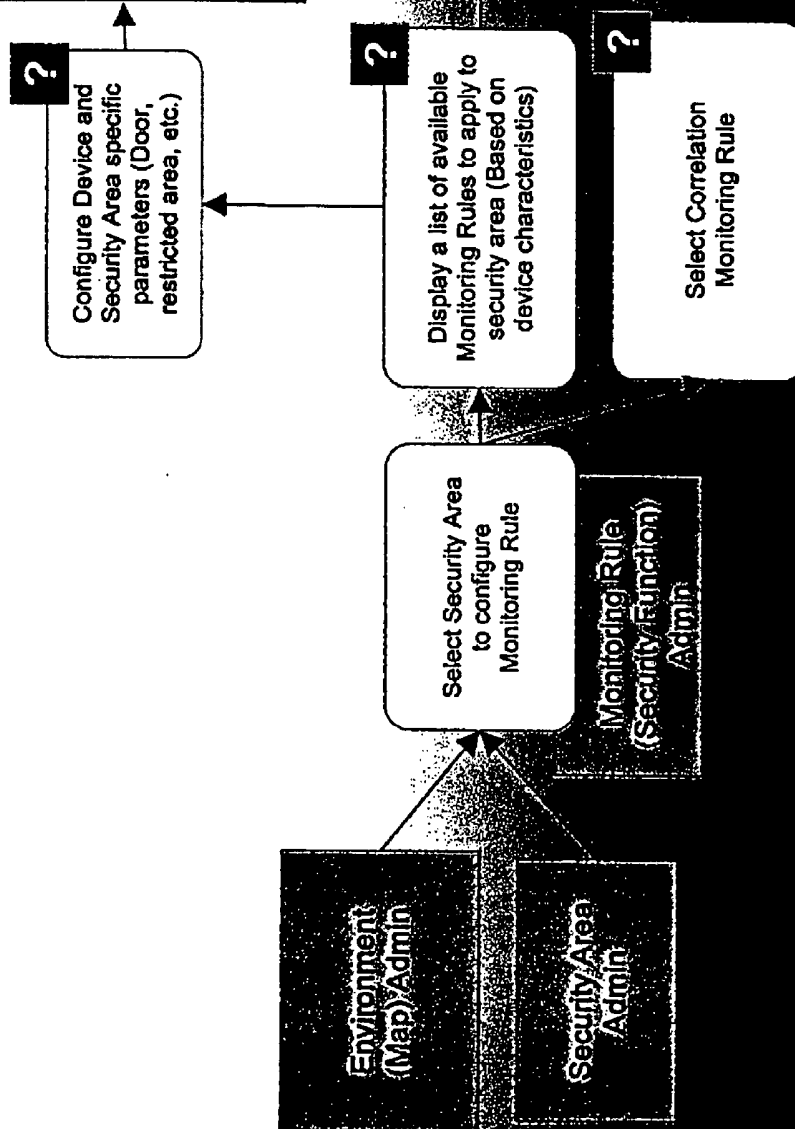 Environment
(Map) Admin
Security Area
Admin
Select Security Area
to configure
Monitoring Rule
Monitoring Rule
(Security Function)
Admin
?
Configure Device and
Security Area specific
parameters (Door,
restricted area, etc.)
?
Display a list of available
Monitoring Rules to apply to
security area (Based on
device characteristics)
?
Select Correlation
Monitoring Rule